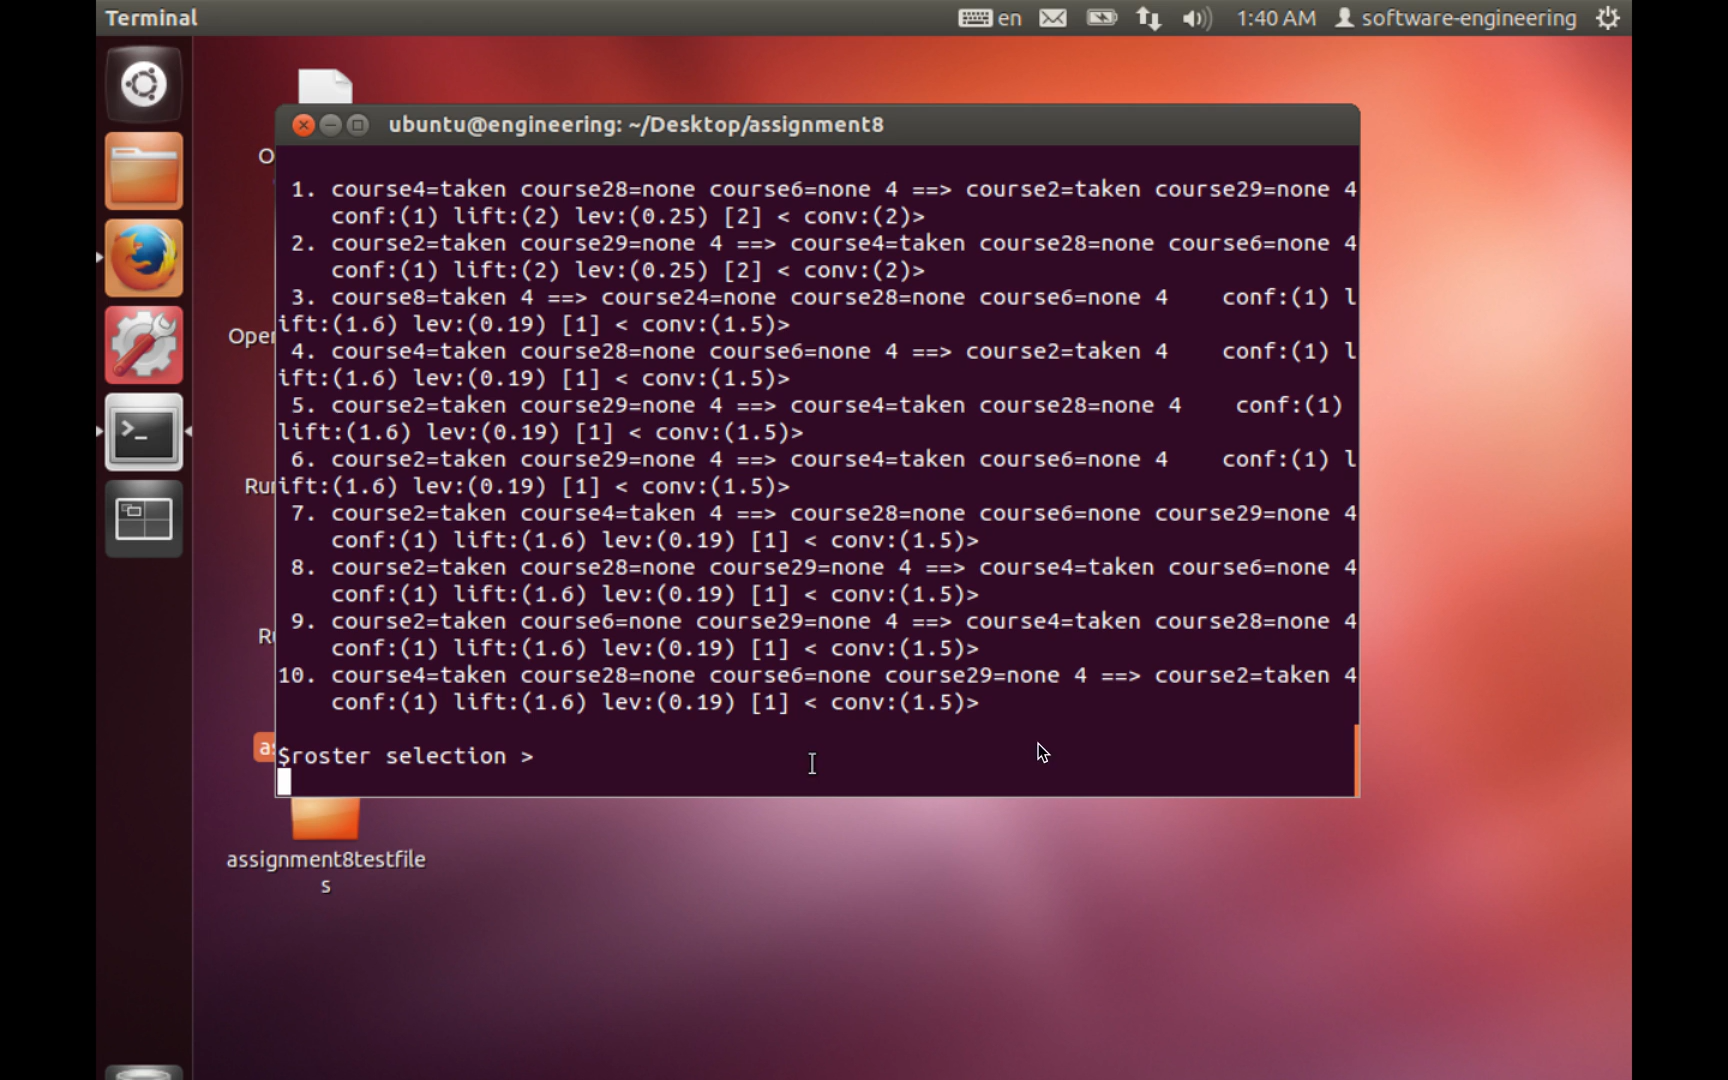 Terminal
en
1:40 AM
software-engineering
ubuntu@engineering: ~/Desktop/assignment8
1. course4=taken course28=none course6=none 4 ==> course2=taken course29=none 4
conf:(1) lift:(2) lev:(0.25) [2] < conv:(2)>
2. course2=taken course29=none 4 ==> course4=taken course28=none course6=none 4
conf:(1) lift:(2) lev:(0.25) [2] < conv:(2)>
3. course8=taken 4 ==> course24=none course28=none course6=none 4    conf:(1) l
ift:(1.6) lev:(0.19) [1] < conv:(1.5)>
4. course4=taken course28=none course6=none 4 ==> course2=taken 4    conf:(1) l
ift:(1.6) lev:(0.19) [1] < conv:(1.5)>
5. course2=taken course29=none 4 ==> course4=taken course28=none 4    conf:(1)
lift:(1.6) lev:(0.19) [1] < conv:(1.5)>
6. course2=taken course29=none 4 ==> course4=taken course6=none 4    conf:(1) l
ift:(1.6) lev:(0.19) [1] < conv:(1.5)>
7. course2=taken course4=taken 4 ==> course28=none course6=none course29=none 4
conf:(1) lift:(1.6) lev:(0.19) [1] < conv:(1.5)>
8. course2=taken course28=none course29=none 4 ==> course4=taken course6=none 4
conf:(1) lift:(1.6) lev:(0.19) [1] < conv:(1.5)>
9. course2=taken course6=none course29=none 4 ==> course4=taken course28=none 4
conf:(1) lift:(1.6) lev:(0.19) [1] < conv:(1.5)>
10. course4=taken course28=none course6=none course29=none 4 ==> course2=taken 4
conf:(1) lift:(1.6) lev:(0.19) [1] < conv:(1.5)>
$roster selection >
assignment8testfile
s